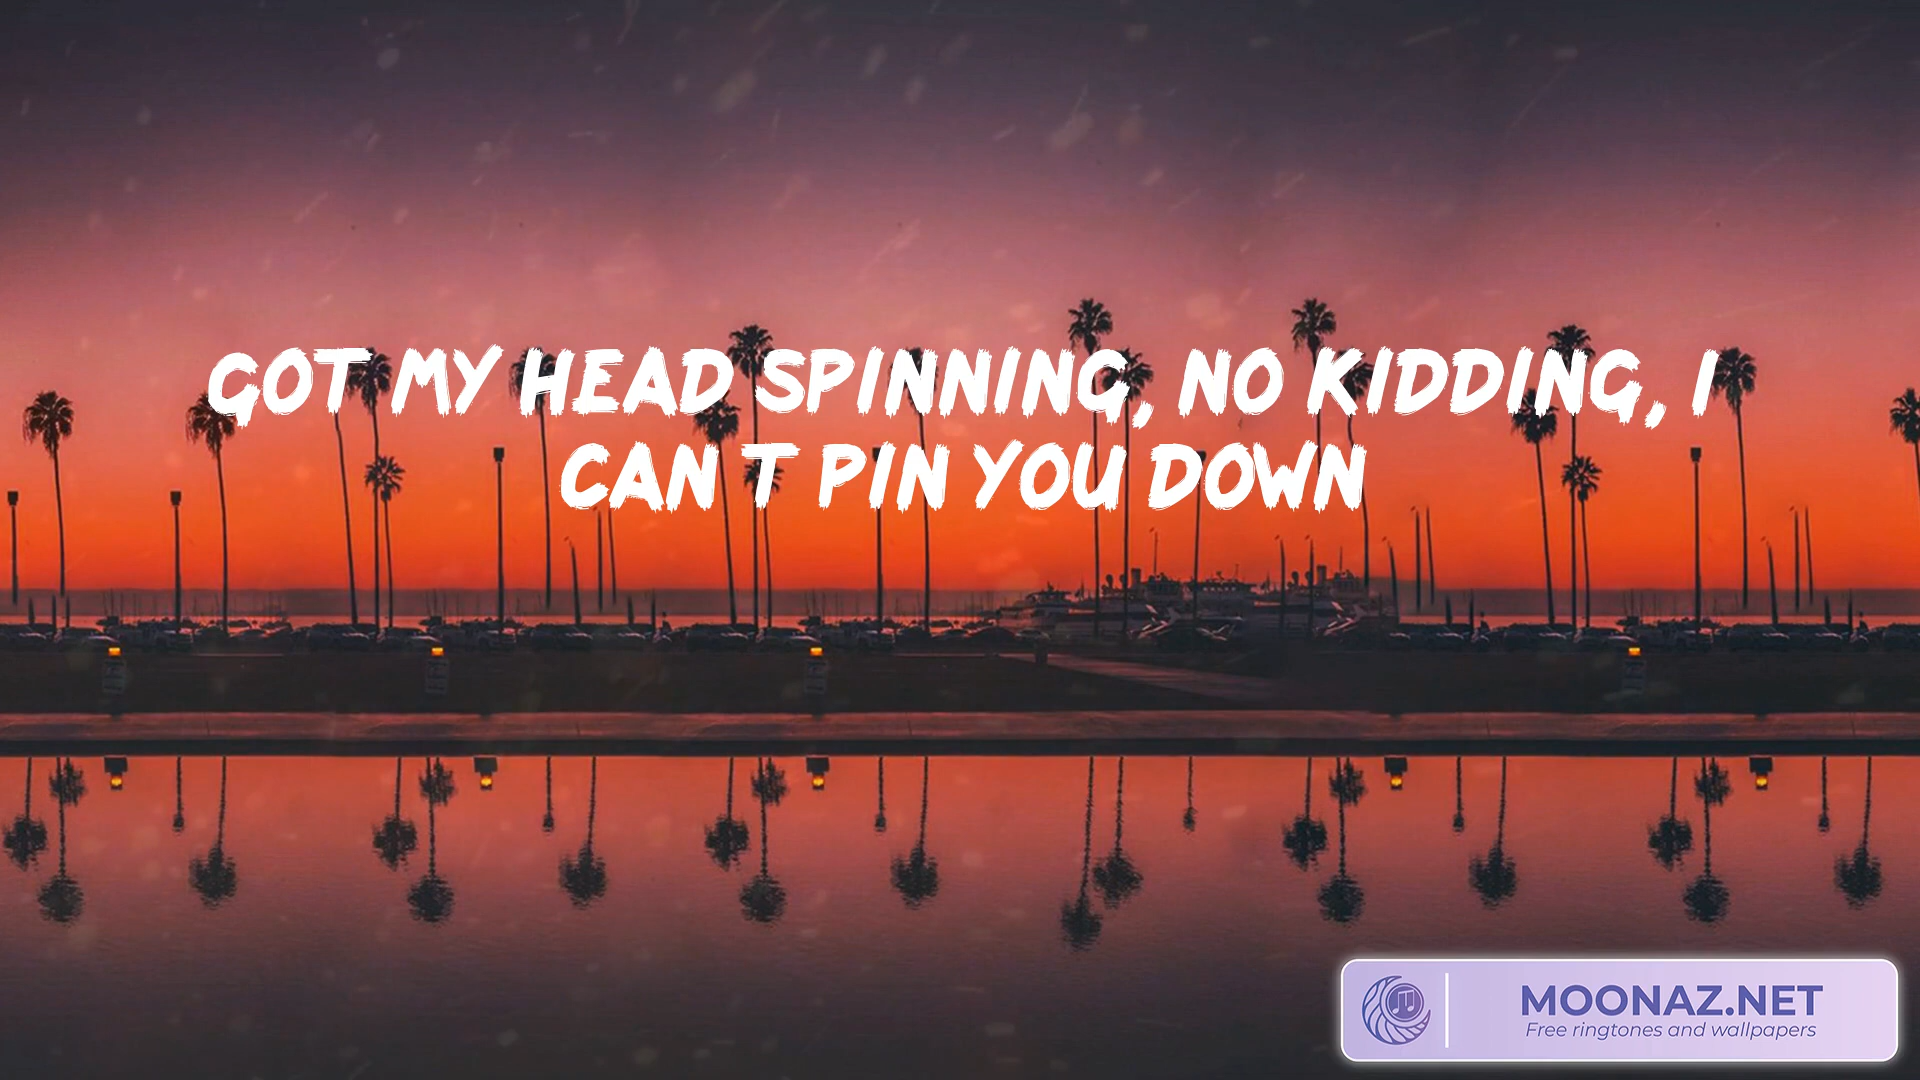 GOT MY HEAD SPINNING, NO KIDDING, I
CAN T PIN YOU DOWN
MOONAZ.NET
Free ringtones and wallpapers